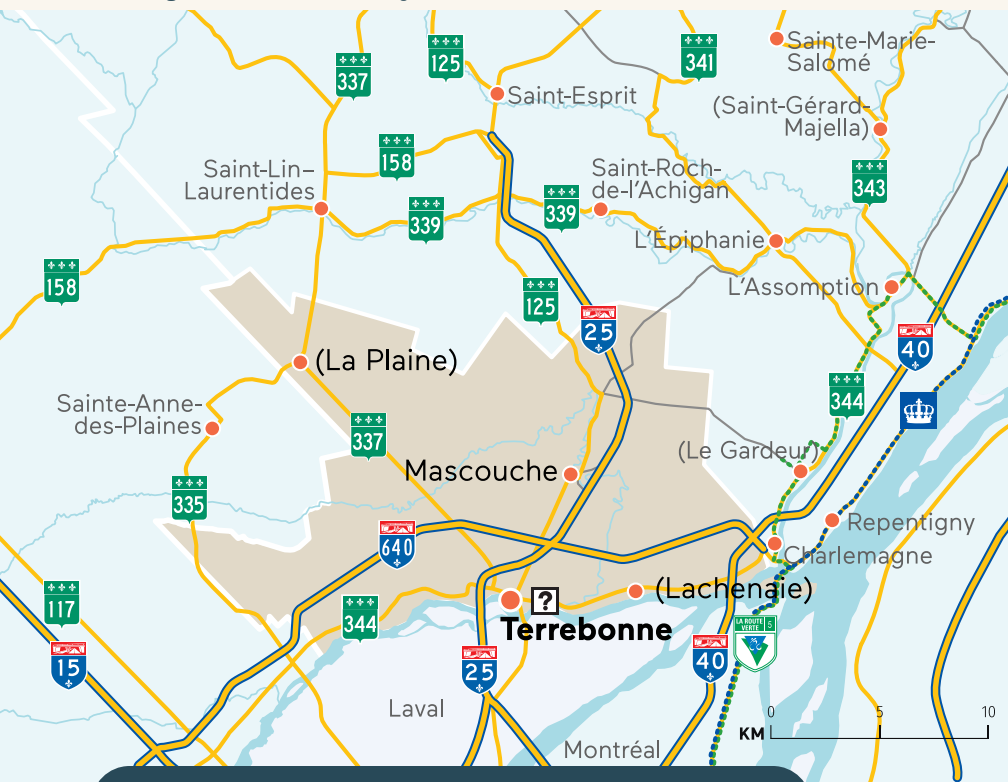 337
125
341
Sainte-Marie-
Salomé
Saint-Esprit
(Saint-Gérard-
Majella)
158
Saint-Lin–
Laurentides
Saint-Roch-
de-l'Achigan
343
339
339
L'Épiphanie
158
L'Assomption
125
25
40
(La Plaine)
344
Sainte-Anne-
des-Plaines
337
(Le Gardeur)
Mascouche
335
Repentigny
640
Charlemagne
(Lachenaie)
117
344
?
Terrebonne
LA ROUTE
VERTE 5
15
25
40
Laval
0 5 10
KM
Montréal